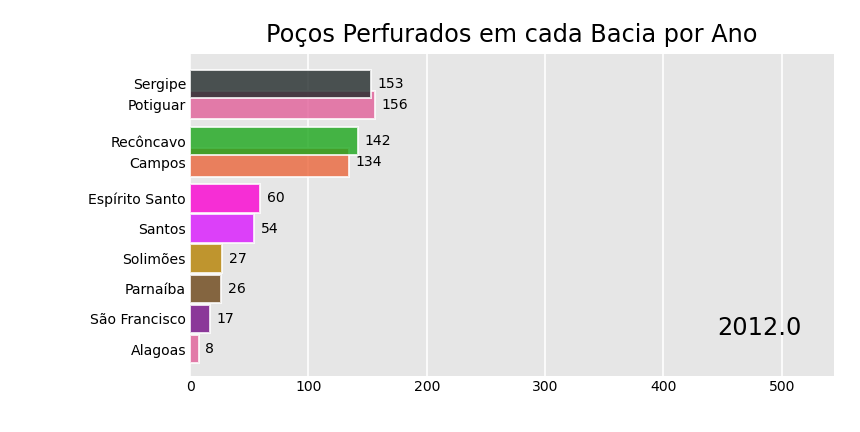 Poços Perfurados em cada Bacia por Ano
Sergipe 153
Potiguar 156
Recôncavo 142
Campos 134
Espírito Santo 60
Santos 54
Solimões 27
Parnaíba 26
São Francisco 17
2012.0
Alagoas 8
0 100 200 300 400 500